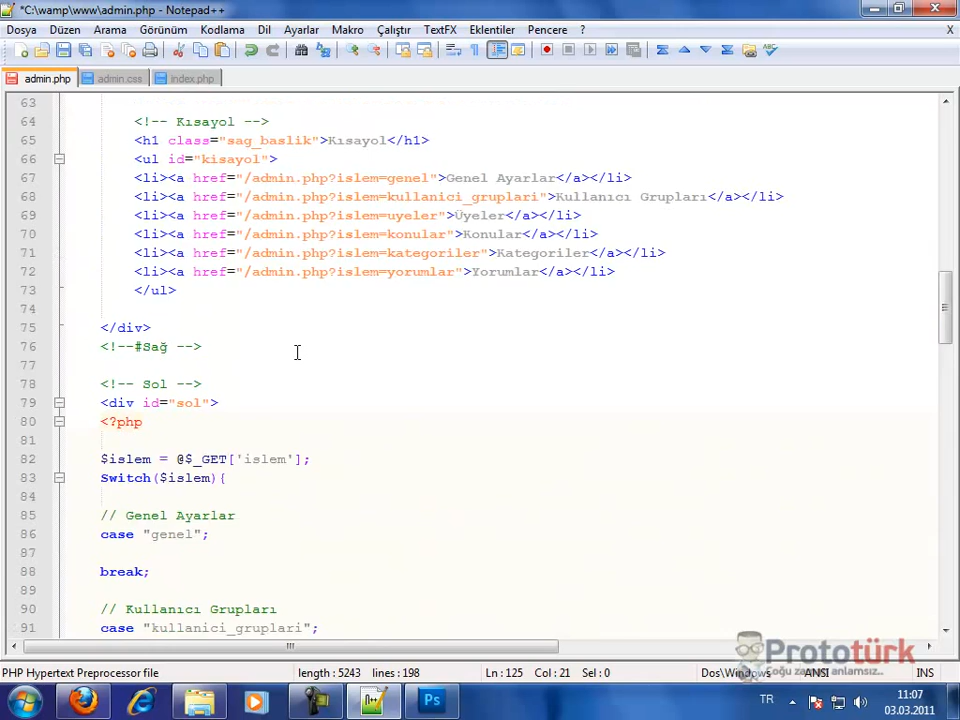 *C:\wamp\www\admin.php - Notepad++
Dosya Düzen Arama Görünüm Kodlama Dil Ayarlar Makro Çalıştır TextFX Eklentiler Pencere ? X
admin.php admin.css index.php
63
64 <!-- Kısayol -->
65 <h1 class="sag_baslik">Kısayol</h1>
66 <ul id="kisayol">
67 <li><a href="/admin.php?islem=genel">Genel Ayarlar</a></li>
68 <li><a href="/admin.php?islem=kullanici_gruplari">Kullanıcı Grupları</a></li>
69 <li><a href="/admin.php?islem=uyeler">Üyeler</a></li>
70 <li><a href="/admin.php?islem=konular">Konular</a></li>
71 <li><a href="/admin.php?islem=kategoriler">Kategoriler</a></li>
72 <li><a href="/admin.php?islem=yorumlar">Yorumlar</a></li>
73 </ul>
74
75 </div>
76 <!--#Sağ -->
77
78 <!-- Sol -->
79 <div id="sol">
80 <?php
81
82 $islem = @$_GET['islem'];
83 Switch($islem){
84
85 // Genel Ayarlar
86 case "genel";
87
88 break;
89
90 // Kullanıcı Grupları
91 case "kullanici_gruplari";
Prototürk
Çoğu zaman anlamsız..
PHP Hypertext Preprocessor file length : 5243 lines : 198 Ln : 125 Col : 21 Sel : 0 Dos\Windows ANSI INS
Ps TR 11:07
03.03.2011